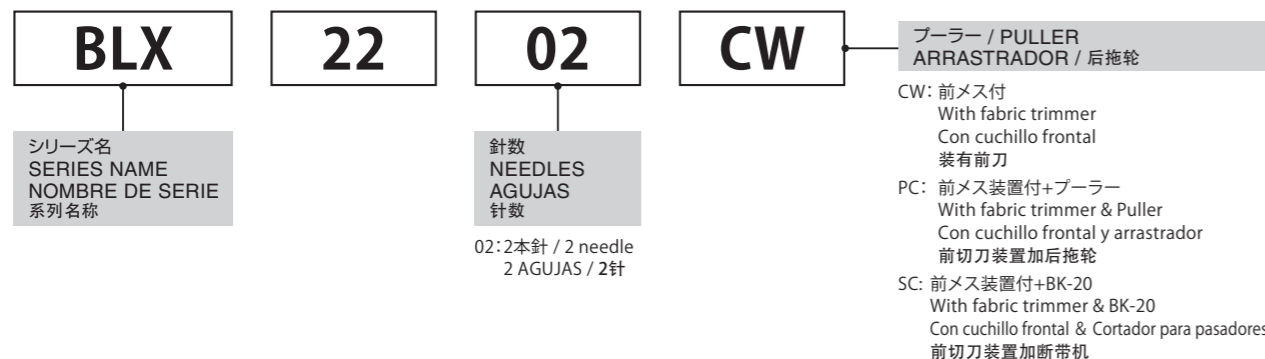 BLX 22 02 CW
プーラー / PULLER
ARRASTRADOR / 后拖轮
シリーズ名
SERIES NAME
NOMBRE DE SERIE
系列名称
針数
NEEDLES
AGUJAS
针数
02:2本針 / 2 needle
2 AGUJAS / 2针
CW: 前メス付
With fabric trimmer
Con cuchillo frontal
装有前刀
PC: 前メス装置付+プーラー
With fabric trimmer & Puller
Con cuchillo frontal y arrastrador
前切刀装置加后拖轮
SC: 前メス装置付+BK-20
With fabric trimmer & BK-20
Con cuchillo frontal & Cortador para pasadores
前切刀装置加断带机